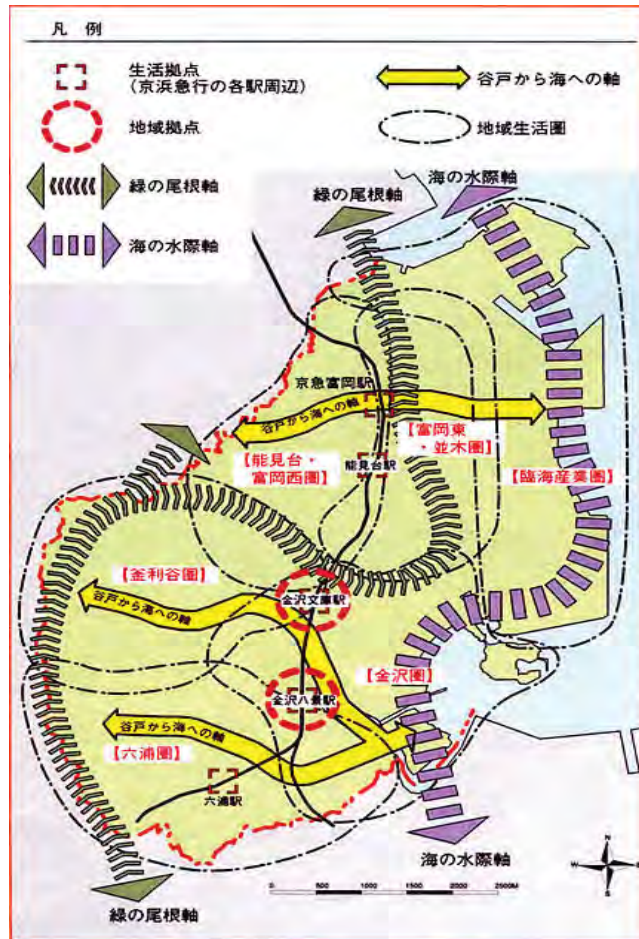 凡 例
生活拠点
(京浜急行の各駅周辺)
谷戸から海への軸
地域拠点
地域生活圏
緑の尾根軸
海の水際軸
緑の尾根軸
海の水際軸
京急富岡駅
谷戸から海への軸
【富岡東
・並木圏】
【能見台・
富岡西圏】
能見台駅
【臨海産業圏】
【釜利谷圏】
金沢文庫駅
谷戸から海への軸
【金沢圏】
金沢八景駅
谷戸から海への軸
【六浦圏】
六浦駅
海の水際軸
緑の尾根軸
0 500 1000 1500 2000 2500M
N
W E
S